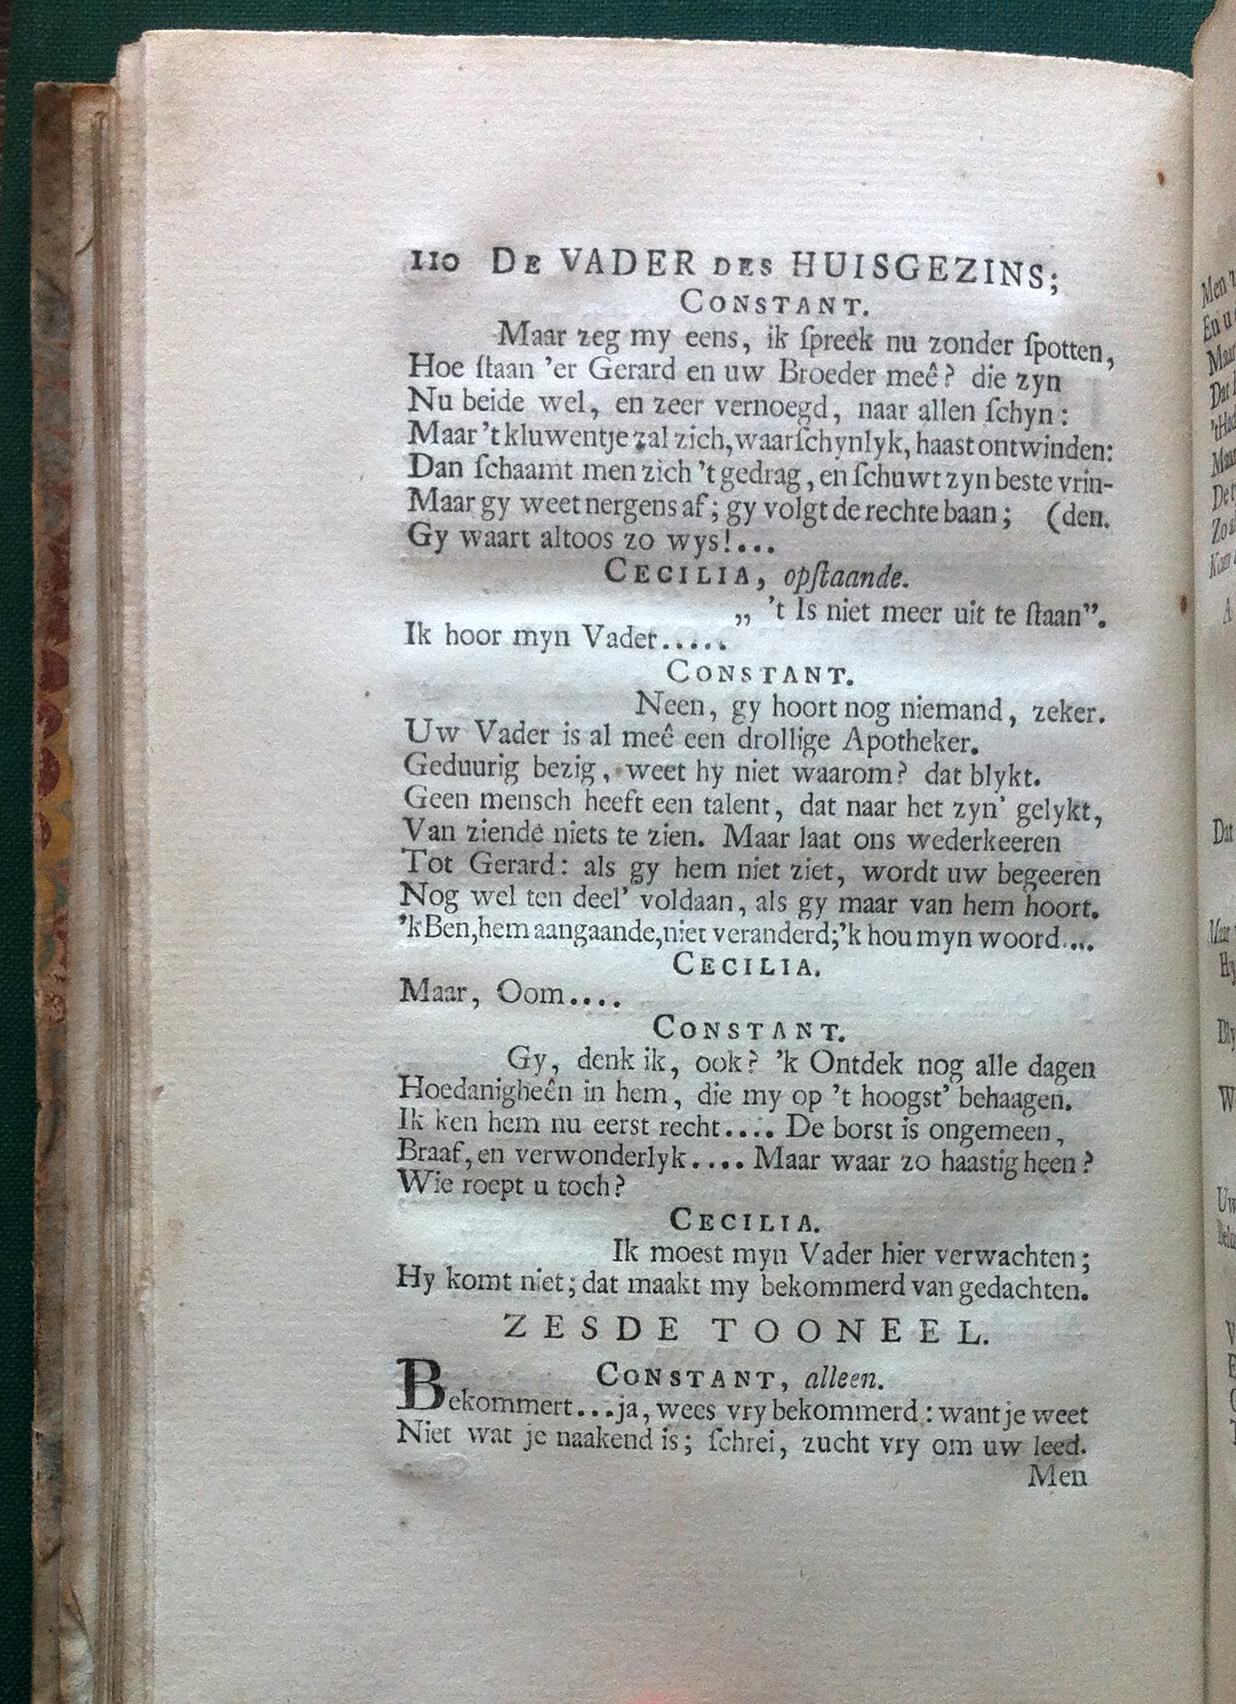 110 DE VADER DES HUISGEZINS;
CONSTANT.
Maar zeg my eens, ik ſpreek nu zonder ſpotten,
Hoe ſtaan 'er Gerard en uw Broeder meê? die zyn
Nu beide wel, en zeer vernoegd, naar allen ſchyn:
Maar 't kluwentje zal zich, waarſchynlyk, haast ontwinden:
Dan ſchaamt men zich 't gedrag, en ſchuwt zyn beste vrin-
Maar gy weet nergens af; gy volgt de rechte baan; (den.
Gy waart altoos zo wys!...
CECILIA, opſtaande.
„ 't Is niet meer uit te ſtaan”.
Ik hoor myn Vader.....
CONSTANT.
Neen, gy hoort nog niemand, zeker.
Uw Vader is al meê een drollige Apotheker.
Geduurig bezig, weet hy niet waarom? dat blykt.
Geen mensch heeft een talent, dat naar het zyn' gelykt,
Van ziende niets te zien. Maar laat ons wederkeeren
Tot Gerard: als gy hem niet ziet, wordt uw begeeren
Nog wel ten deel' voldaan, als gy maar van hem hoort.
'k Ben, hem aangaande, niet veranderd; 'k hou myn woord....
CECILIA.
Maar, Oom....
CONSTANT.
Gy, denk ik, ook? 'k Ontdek nog alle dagen
Hoedanigheên in hem, die my op 't hoogst' behaagen.
Ik ken hem nu eerst recht.... De borst is ongemeen,
Braaf, en verwonderlyk.... Maar waar zo haastig heen?
Wie roept u toch?
CECILIA.
Ik moest myn Vader hier verwachten;
Hy komt niet; dat maakt my bekommerd van gedachten.
ZESDE TOONEEL.
CONSTANT, alleen.
Bekommert...ja, wees vry bekommerd: want je weet
Niet wat je naakend is; ſchrei, zucht vry om uw leed.
Men